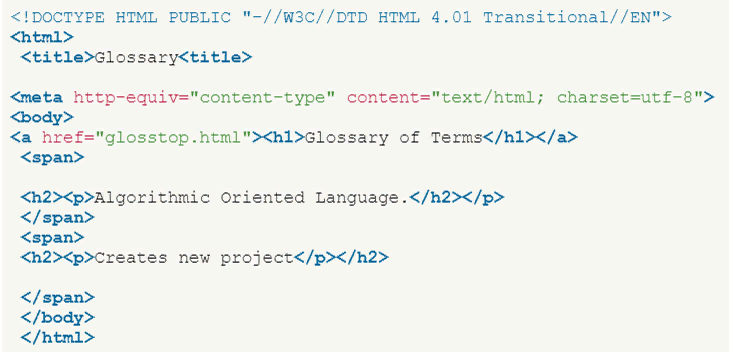 <!DOCTYPE HTML PUBLIC "-//W3C//DTD HTML 4.01 Transitional//EN">
<html>
<title>Glossary<title>
<meta http-equiv="content-type" content="text/html; charset=utf-8">
<body>
<a href="glosstop.html"><h1>Glossary of Terms</h1></a>
<span>
<h2><p>Algorithmic Oriented Language.</h2></p>
</span>
<span>
<h2><p>Creates new project</p></h2>
</span>
</body>
</html>